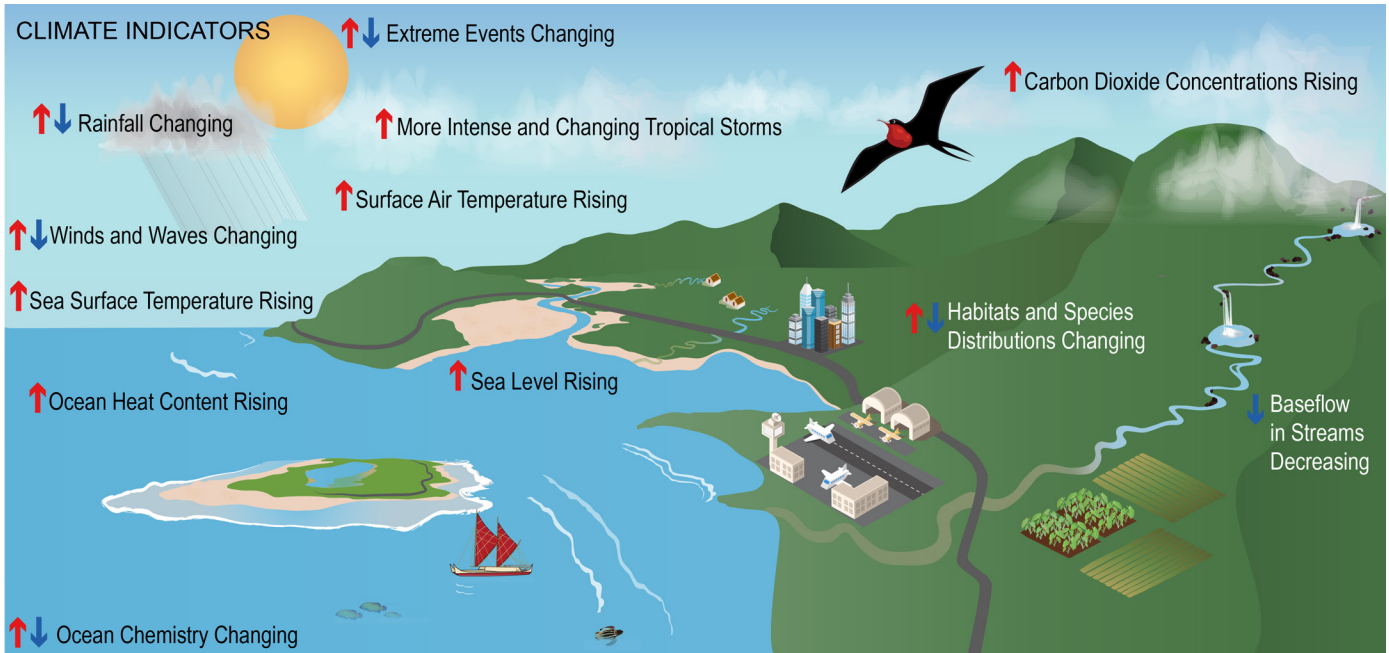 CLIMATE INDICATORS
Extreme Events Changing
Carbon Dioxide Concentrations Rising
Rainfall Changing
More Intense and Changing Tropical Storms
Surface Air Temperature Rising
Winds and Waves Changing
Sea Surface Temperature Rising
Habitats and Species
Distributions Changing
Sea Level Rising
Ocean Heat Content Rising
Baseflow
in Streams
Decreasing
Ocean Chemistry Changing